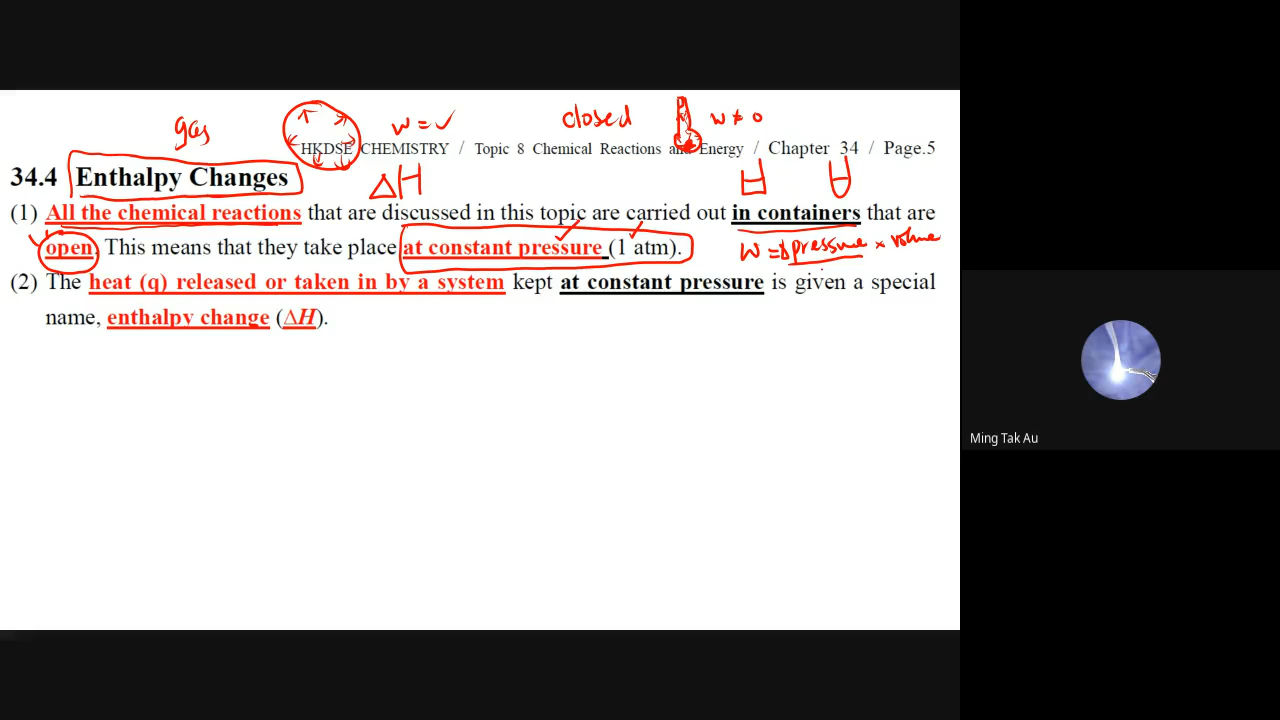 gas w = ✓ closed w ≠ 0
HKDSE CHEMISTRY / Topic 8 Chemical Reactions and Energy / Chapter 34 / Page.5
34.4 Enthalpy Changes ΔH
(1) All the chemical reactions that are discussed in this topic are carried out in containers that are
open. This means that they take place at constant pressure (1 atm).
w = Δ pressure × volume
(2) The heat (q) released or taken in by a system kept at constant pressure is given a special
name, enthalpy change (ΔH).
Ming Tak Au